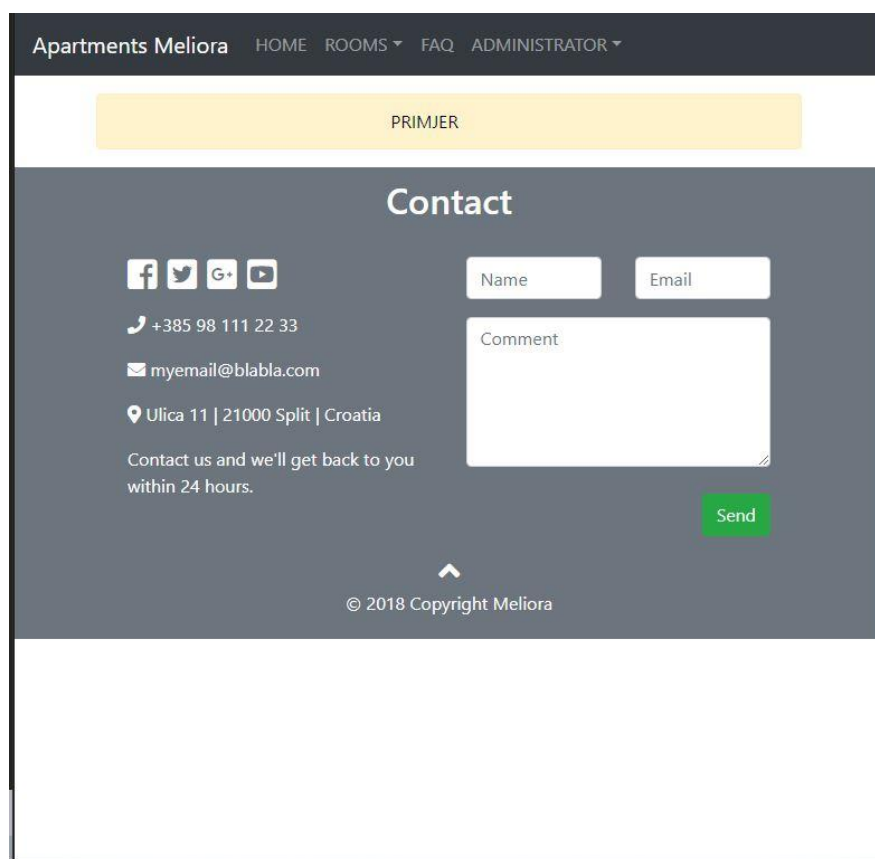 Apartments Meliora HOME ROOMS FAQ ADMINISTRATOR
PRIMJER
Contact
+385 98 111 22 33
myemail@blabla.com
Ulica 11 | 21000 Split | Croatia
Contact us and we'll get back to you
within 24 hours.
Name Email
Comment
Send
© 2018 Copyright Meliora